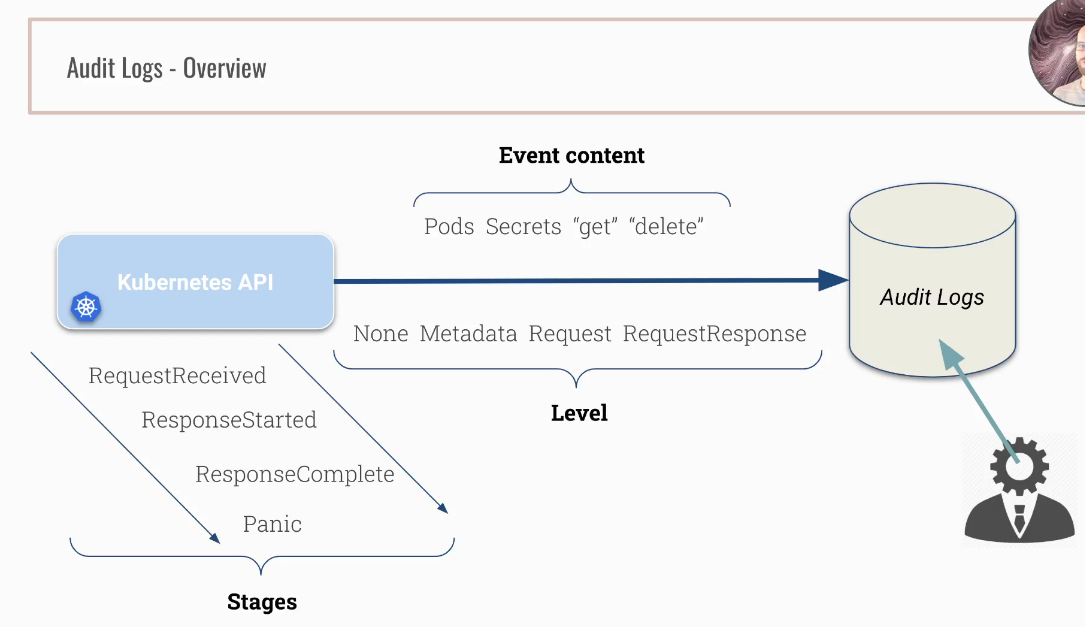 Audit Logs - Overview
Event content
Pods Secrets “get” “delete”
Kubernetes API
Audit Logs
None Metadata Request RequestResponse
Level
RequestReceived
ResponseStarted
ResponseComplete
Panic
Stages